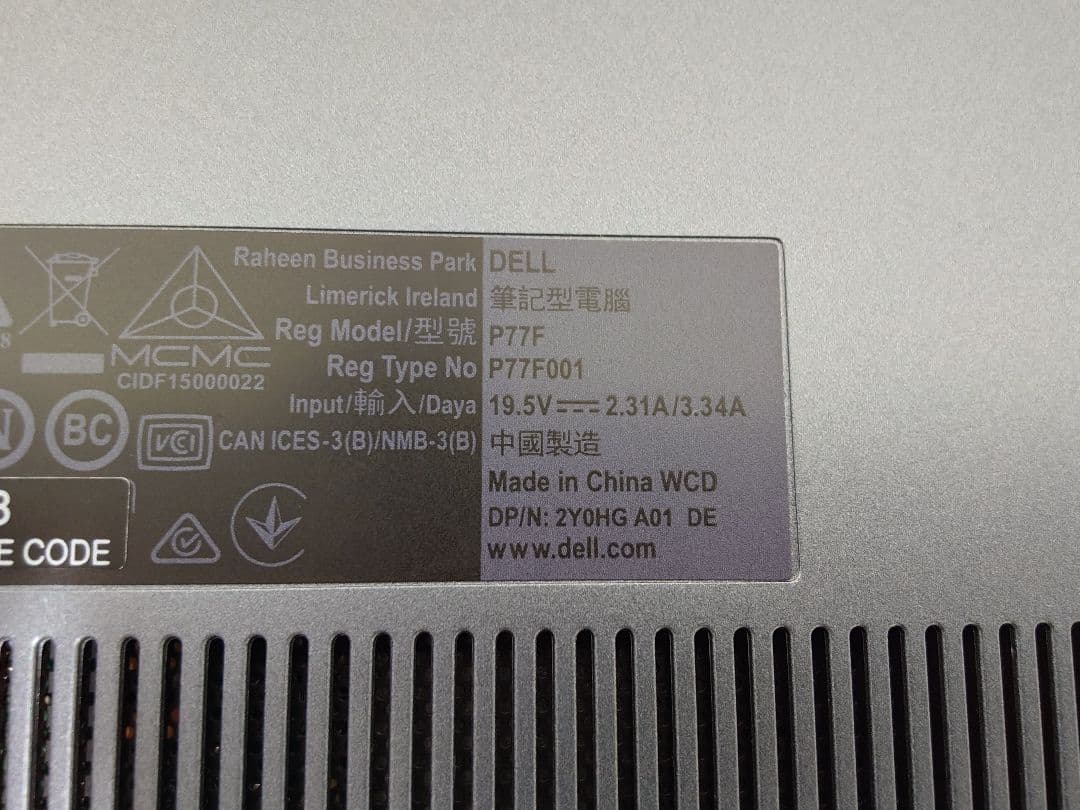 Raheen Business Park DELL
Limerick Ireland 筆記型電腦
Reg Model/型號 P77F
Reg Type No P77F001
Input/輸入/Daya 19.5V⎓2.31A/3.34A
CAN ICES-3(B)/NMB-3(B) 中國製造
Made in China WCD
DP/N: 2Y0HG A01 DE
www.dell.com
8
MCMC
CIDF15000022
N
BC
VCI
E CODE